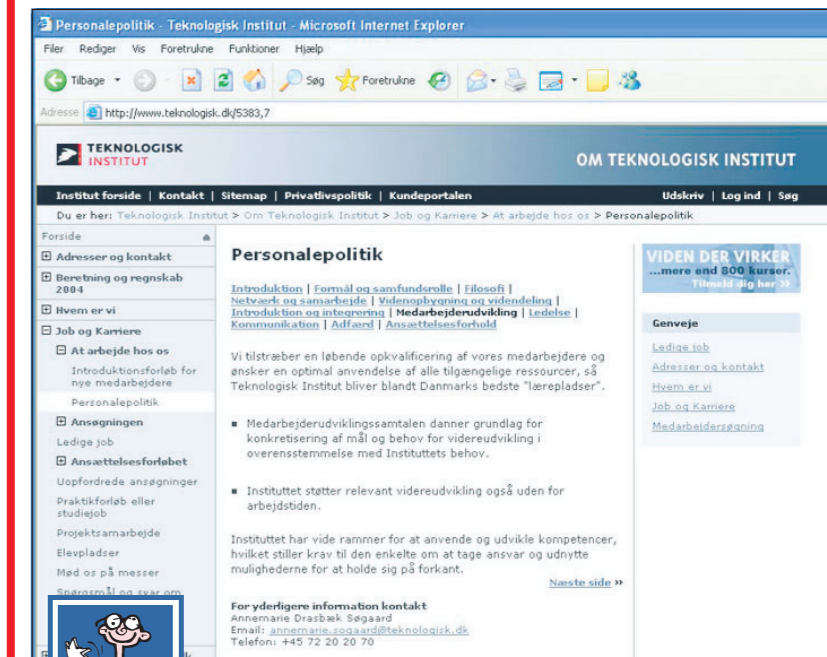 Personalepolitik - Teknologisk Institut - Microsoft Internet Explorer
Filer Rediger Vis Foretrukne Funktioner Hjælp
Tilbage Søg Foretrukne
Adresse http://www.teknologisk.dk/5383,7
TEKNOLOGISK
INSTITUT
OM TEKNOLOGISK INSTITUT
Institut forside | Kontakt | Sitemap | Privatlivspolitik | Kundeportalen
Udskriv | Log ind | Søg
Du er her: Teknologisk Institut > Om Teknologisk Institut > Job og Karriere > At arbejde hos os > Personalepolitik
Forside
Adresser og kontakt
Beretning og regnskab
2004
Hvem er vi
Job og Karriere
At arbejde hos os
Introduktionsforløb for
nye medarbejdere
Personalepolitik
Ansøgningen
Ledige job
Ansættelsesforløbet
Uopfordrede ansøgninger
Praktikforløb eller
studiejob
Projektsamarbejde
Elevpladser
Mød os på messer
Spørgsmål og svar om
Personalepolitik
Introduktion | Formål og samfundsrolle | Filosofi |
Netværk og samarbejde | Videnopbygning og videndeling |
Introduktion og integrering | Medarbejderudvikling | Ledelse |
Kommunikation | Adfærd | Ansættelsesforhold
Vi tilstræber en løbende opkvalificering af vores medarbejdere og
ønsker en optimal anvendelse af alle tilgængelige ressourcer, så
Teknologisk Institut bliver blandt Danmarks bedste "lærepladser".
Medarbejderudviklingssamtalen danner grundlag for
konkretisering af mål og behov for videreudvikling i
overensstemmelse med Instituttets behov.
Instituttet støtter relevant videreudvikling også uden for
arbejdstiden.
Instituttet har vide rammer for at anvende og udvikle kompetencer,
hvilket stiller krav til den enkelte om at tage ansvar og udnytte
mulighederne for at holde sig på forkant.
Næste side »
For yderligere information kontakt
Annemarie Drasbæk Søgaard
Email: annemarie.sogaard@teknologisk.dk
Telefon: +45 72 20 20 70
VIDEN DER VIRKER
...mere end 800 kurser.
Tilmeld dig her »
Genveje
Ledige job
Adresser og kontakt
Hvem er vi
Job og Karriere
Medarbejdersøgning